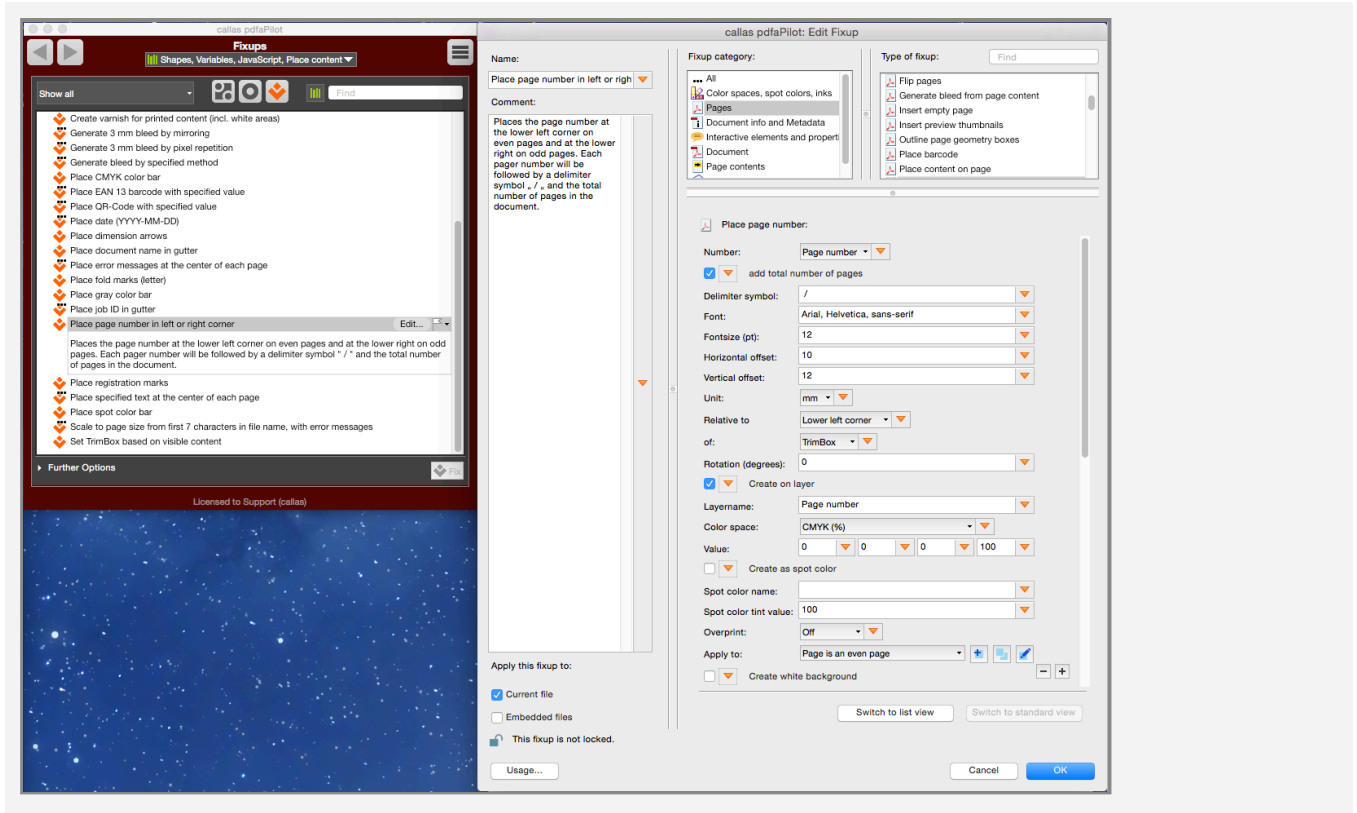 callas pdfaPilot
Fixups
Shapes, Variables, JavaScript, Place content
Show all
Find
Create varnish for printed content (incl. white areas)
Generate 3 mm bleed by mirroring
Generate 3 mm bleed by pixel repetition
Generate bleed by specified method
Place CMYK color bar
Place EAN 13 barcode with specified value
Place QR-Code with specified value
Place date (YYYY-MM-DD)
Place dimension arrows
Place document name in gutter
Place error messages at the center of each page
Place fold marks (letter)
Place gray color bar
Place job ID in gutter
Place page number in left or right corner
Edit...
Places the page number at the lower left corner on even pages and at the lower right on odd
pages. Each pager number will be followed by a delimiter symbol " / " and the total number
of pages in the document.
Place registration marks
Place specified text at the center of each page
Place spot color bar
Scale to page size from first 7 characters in file name, with error messages
Set TrimBox based on visible content
Further Options
Fix
Licensed to Support (callas)
callas pdfaPilot: Edit Fixup
Name:
Place page number in left or righ
Comment:
Places the page number at
the lower left corner on
even pages and at the lower
right on odd pages. Each
pager number will be
followed by a delimiter
symbol „ / „ and the total
number of pages in the
document.
Apply this fixup to:
Current file
Embedded files
This fixup is not locked.
Usage...
Fixup category:
All
Color spaces, spot colors, inks
Pages
Document info and Metadata
Interactive elements and properti
Document
Page contents
Type of fixup:
Find
Flip pages
Generate bleed from page content
Insert empty page
Insert preview thumbnails
Outline page geometry boxes
Place barcode
Place content on page
Place page number:
Number: Page number
add total number of pages
Delimiter symbol: /
Font: Arial, Helvetica, sans-serif
Fontsize (pt): 12
Horizontal offset: 10
Vertical offset: 12
Unit: mm
Relative to Lower left corner
of: TrimBox
Rotation (degrees): 0
Create on layer
Layername: Page number
Color space: CMYK (%)
Value: 0 0 0 100
Create as spot color
Spot color name:
Spot color tint value: 100
Overprint: Off
Apply to: Page is an even page
Create white background
Switch to list view
Switch to standard view
Cancel
OK